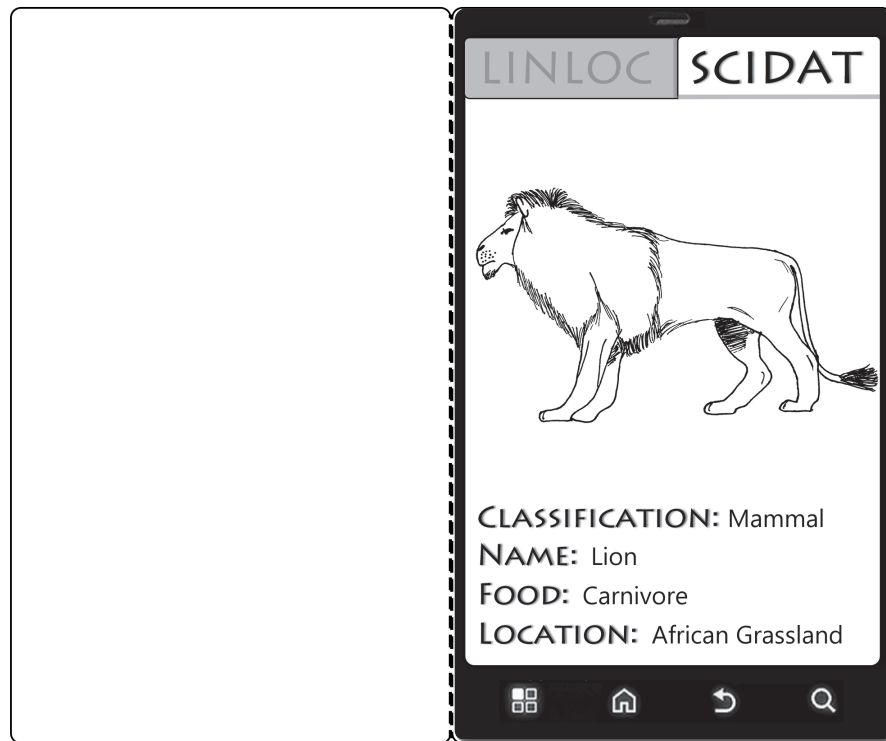 LINLOC SCIDAT
CLASSIFICATION: Mammal
NAME: Lion
FOOD: Carnivore
LOCATION: African Grassland